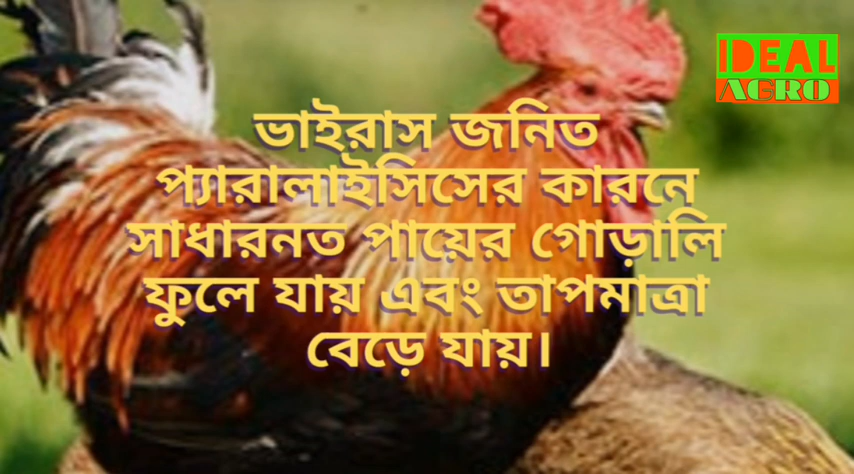 IDEAL
AGRO
ভাইরাস জনিত
প্যারালাইসিসের কারনে
সাধারনত পায়ের গোড়ালি
ফুলে যায় এবং তাপমাত্রা
বেড়ে যায়।